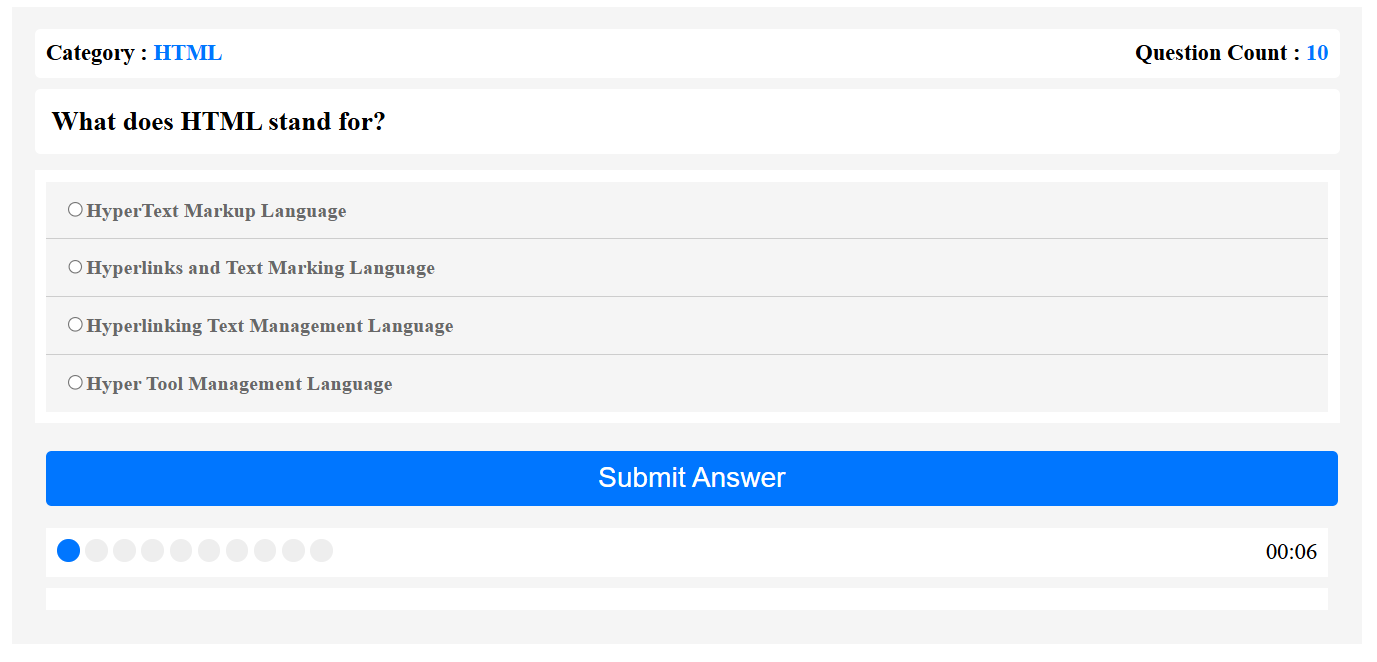 Category : HTML Question Count : 10
What does HTML stand for?
HyperText Markup Language
Hyperlinks and Text Marking Language
Hyperlinking Text Management Language
Hyper Tool Management Language
Submit Answer
00:06